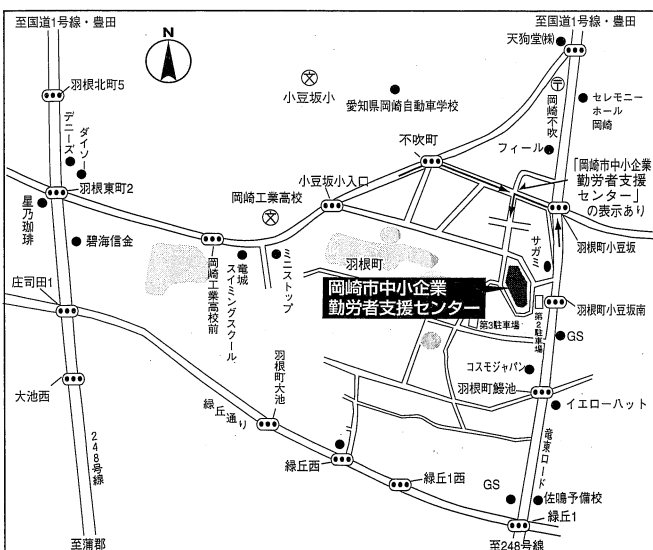 至国道1号線・豊田
至国道1号線・豊田
天狗堂㈱
N
羽根北町5
小豆坂小
愛知県岡崎自動車学校
岡崎不吹
セレモニー
ホール
岡崎
デニーズ
ダイソー
不吹町
フィール
「岡崎市中小企業
勤労者支援
センター」
の表示あり
小豆坂小入口
岡崎工業高校
羽根東町2
星乃珈琲
碧海信金
岡崎工業高校前
竜城
スイミングスクール
ミニストップ
羽根町
サガミ
羽根町小豆坂
岡崎市中小企業
勤労者支援センター
庄司田1
第3駐車場
第2駐車場
羽根町小豆坂南
GS
コスモジャパン
羽根町大池
羽根町鰻池
大池西
緑丘通り
イエローハット
248号線
竜東ロード
緑丘西
緑丘1西
GS
佐鳴予備校
緑丘1
至蒲郡
至248号線